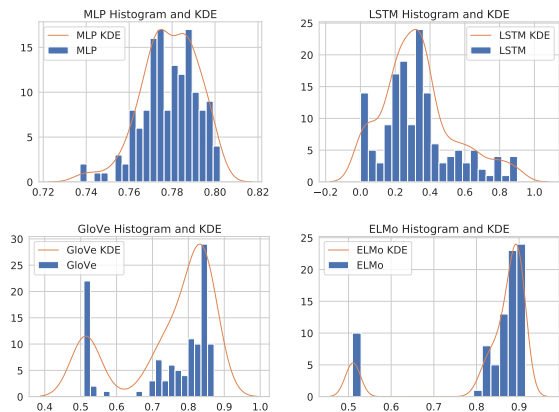 MLP Histogram and KDE
MLP KDE
MLP
15
10
5
0
0.72 0.74 0.76 0.78 0.80 0.82
LSTM Histogram and KDE
LSTM KDE
LSTM
25
20
15
10
5
0
−0.2 0.0 0.2 0.4 0.6 0.8 1.0
GloVe Histogram and KDE
GloVe KDE
GloVe
30
25
20
15
10
5
0
0.4 0.5 0.6 0.7 0.8 0.9 1.0
ELMo Histogram and KDE
ELMo KDE
ELMo
25
20
15
10
5
0
0.5 0.6 0.7 0.8 0.9